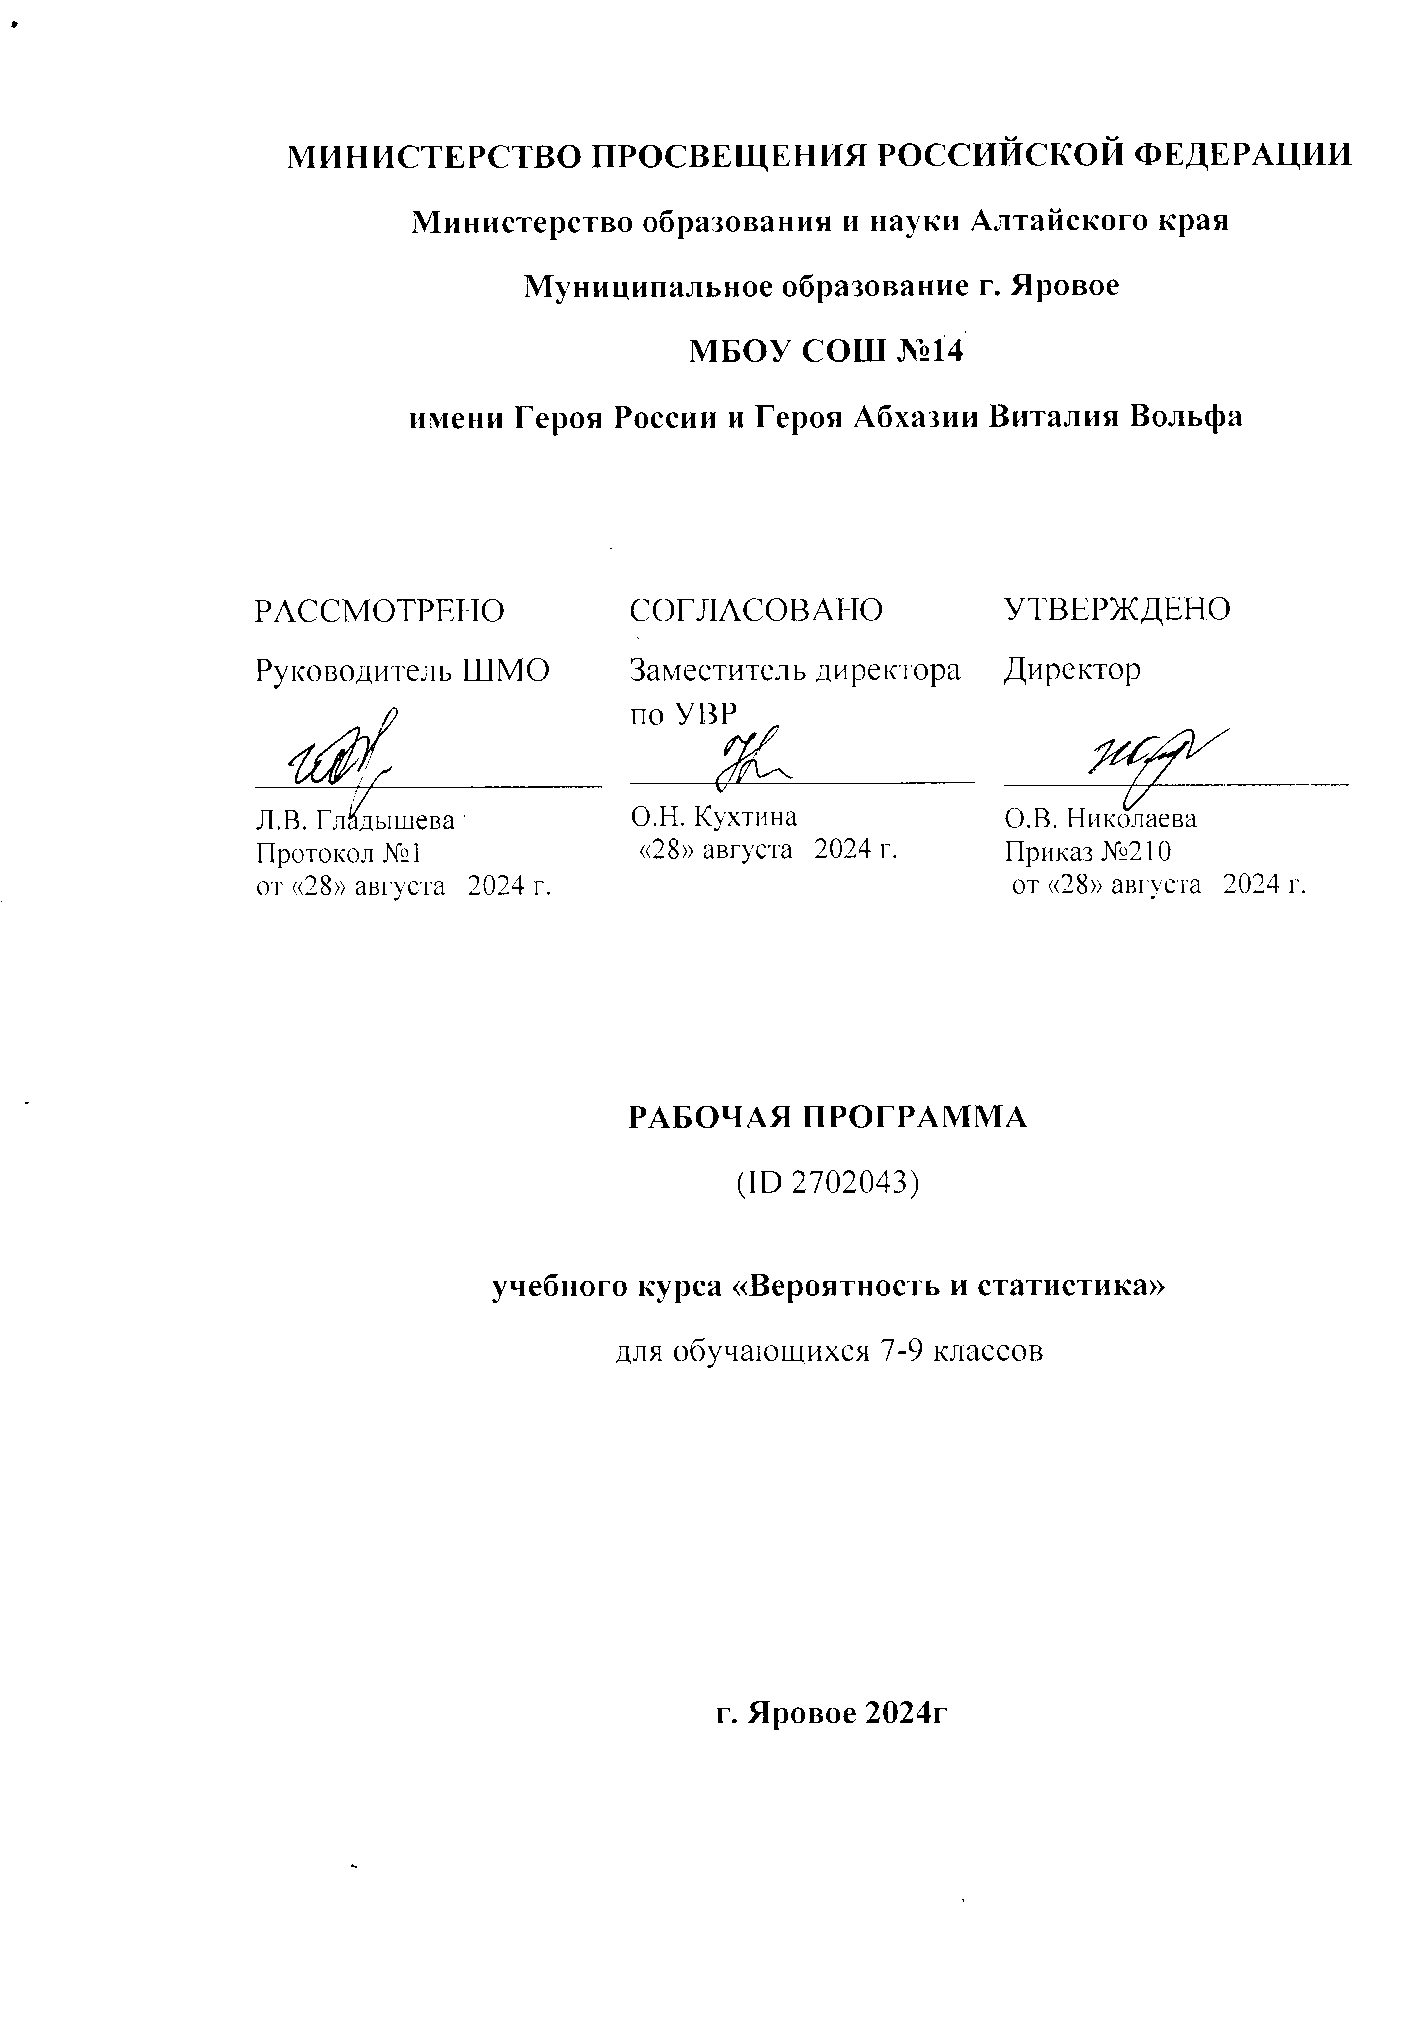 МИНИСТЕРСТВО ПРОСВЕЩЕНИЯ РОССИЙСКОЙ ФЕДЕРАЦИИ
Министерство образования и науки Алтайского края
Муниципальное образование г. Яровое
МБОУ СОШ №14
имени Героя России и Героя Абхазии Виталия Вольфа
РАССМОТРЕНО
Руководитель ШМО
Л.В. Гладышева
Протокол №1
от «28» августа 2024 г.
СОГЛАСОВАНО
Заместитель директора
по УВР
О.Н. Кухтина
«28» августа 2024 г.
УТВЕРЖДЕНО
Директор
О.В. Николаева
Приказ №210
от «28» августа 2024 г.
РАБОЧАЯ ПРОГРАММА
(ID 2702043)
учебного курса «Вероятность и статистика»
для обучающихся 7-9 классов
г. Яровое 2024г